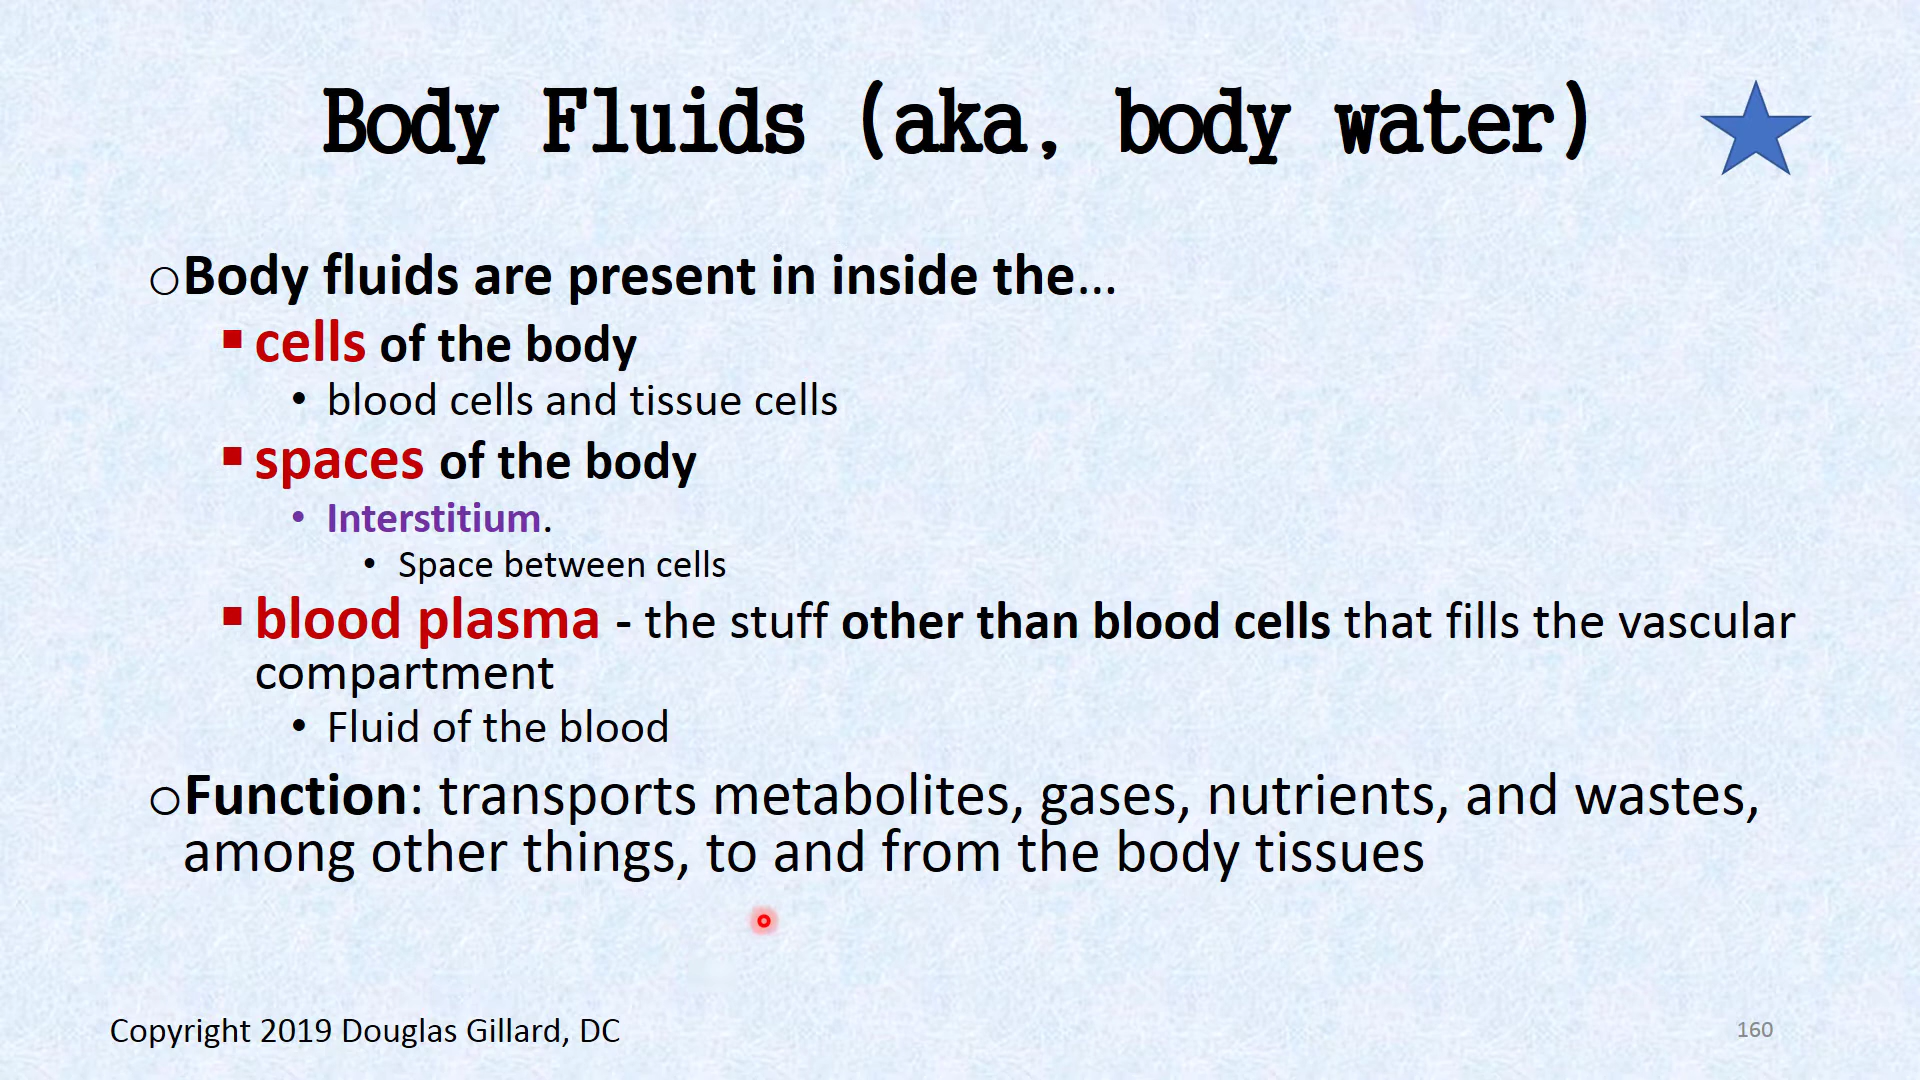 Body Fluids (aka, body water)
Body fluids are present in inside the...
cells of the body
• blood cells and tissue cells
spaces of the body
• Interstitium.
• Space between cells
blood plasma - the stuff other than blood cells that fills the vascular
compartment
• Fluid of the blood
Function: transports metabolites, gases, nutrients, and wastes,
among other things, to and from the body tissues
Copyright 2019 Douglas Gillard, DC
160